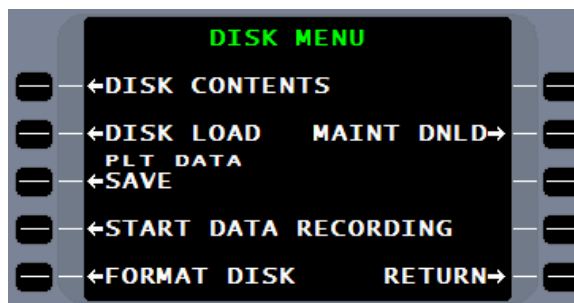 DISK MENU
←DISK CONTENTS
←DISK LOAD MAINT DNLD→
PLT DATA
←SAVE
←START DATA RECORDING
←FORMAT DISK RETURN→